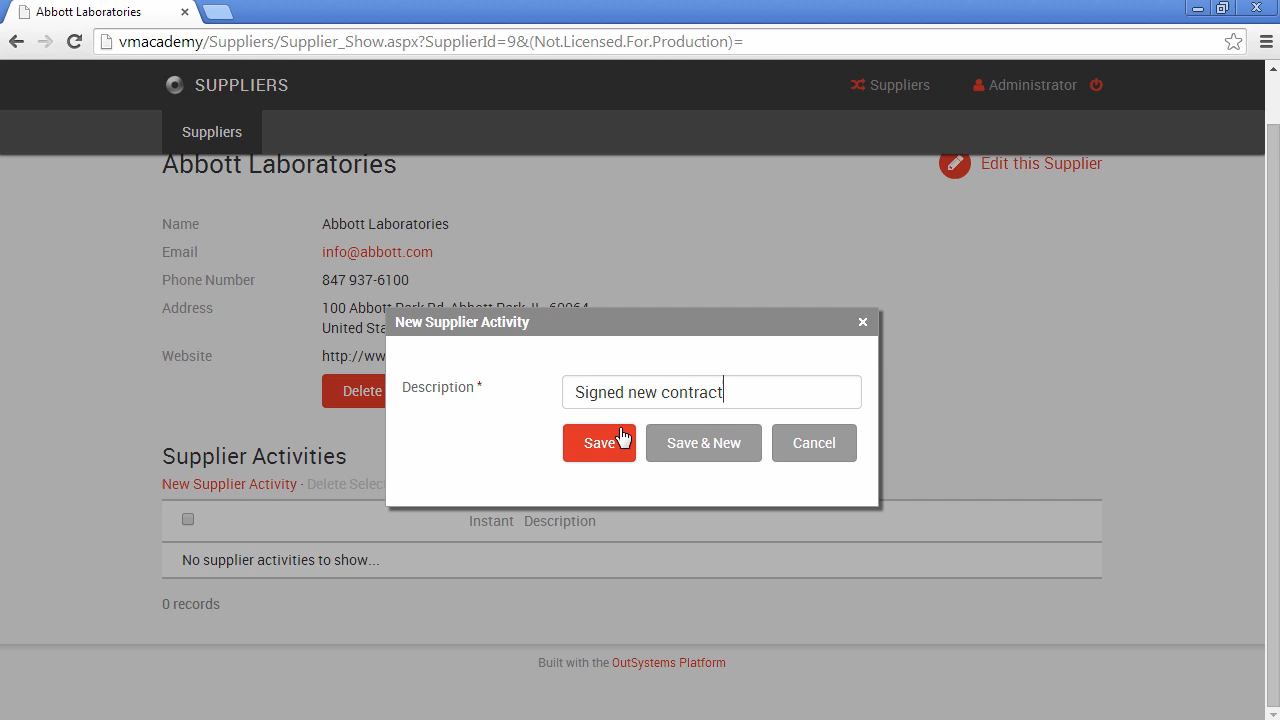 Abbott Laboratories
vmacademy/Suppliers/Supplier_Show.aspx?SupplierId=9&(Not.Licensed.For.Production)=
SUPPLIERS
Suppliers
Administrator
Suppliers
Abbott Laboratories
Edit this Supplier
Name Abbott Laboratories
Email info@abbott.com
Phone Number 847 937-6100
Address 100 Abbott Park Rd, Abbott Park, IL, 60064
United Sta
Website http://ww
Delete
New Supplier Activity
Description * Signed new contract
Save Save & New Cancel
Supplier Activities
New Supplier Activity - Delete Selec
Instant Description
No supplier activities to show...
0 records
Built with the OutSystems Platform